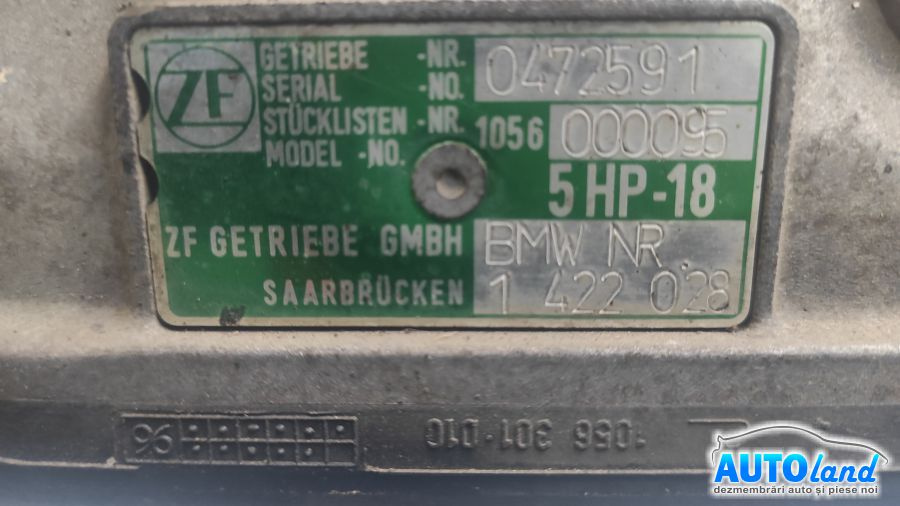 ZF
GETRIEBE -NR. 0472591
SERIAL -NO.
STÜCKLISTEN -NR. 1056 000095
MODEL -NO.
5 HP-18
ZF GETRIEBE GMBH BMW NR.
SAARBRÜCKEN 1 422 028
96
1056 301 01C
AUTOland
dezmembrări auto și piese noi